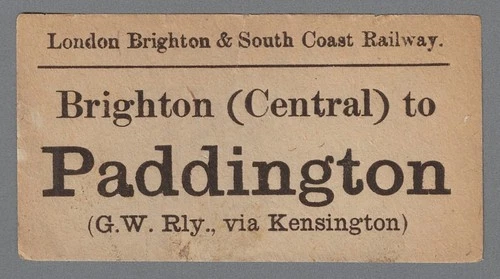 London Brighton & South Coast Railway.
Brighton (Central) to
Paddington
(G.W. Rly., via Kensington)